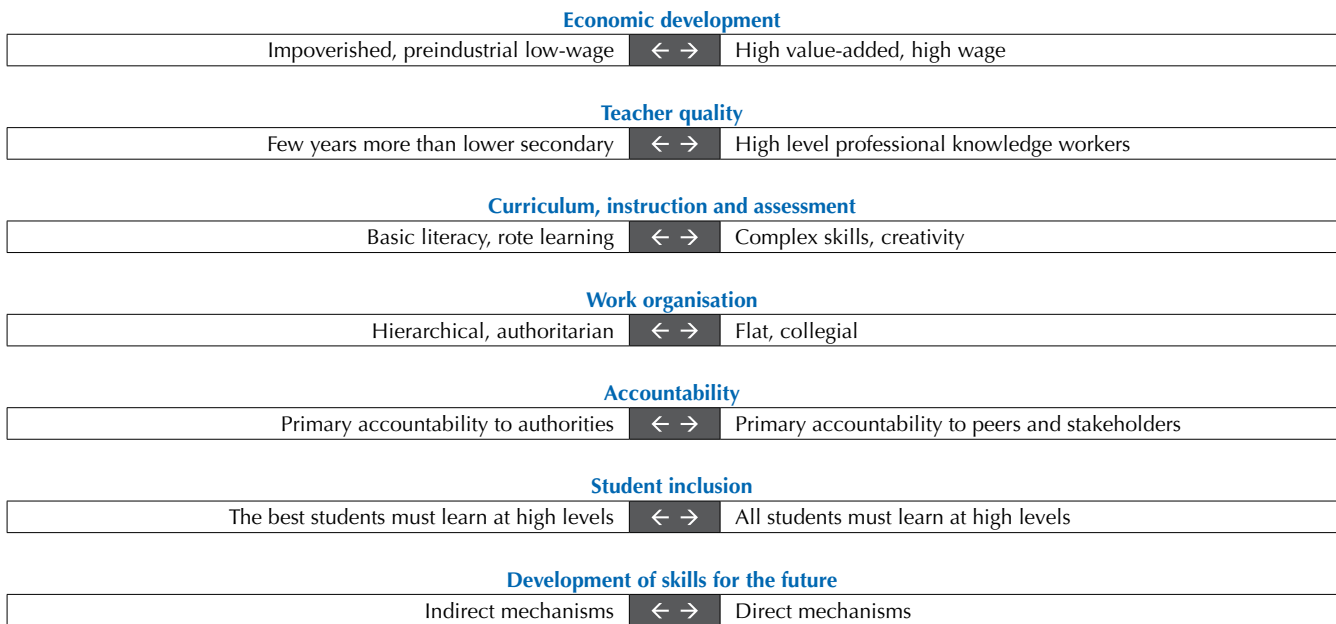 Economic development
Impoverished, preindustrial low-wage ← → High value-added, high wage
Teacher quality
Few years more than lower secondary ← → High level professional knowledge workers
Curriculum, instruction and assessment
Basic literacy, rote learning ← → Complex skills, creativity
Work organisation
Hierarchical, authoritarian ← → Flat, collegial
Accountability
Primary accountability to authorities ← → Primary accountability to peers and stakeholders
Student inclusion
The best students must learn at high levels ← → All students must learn at high levels
Development of skills for the future
Indirect mechanisms ← → Direct mechanisms